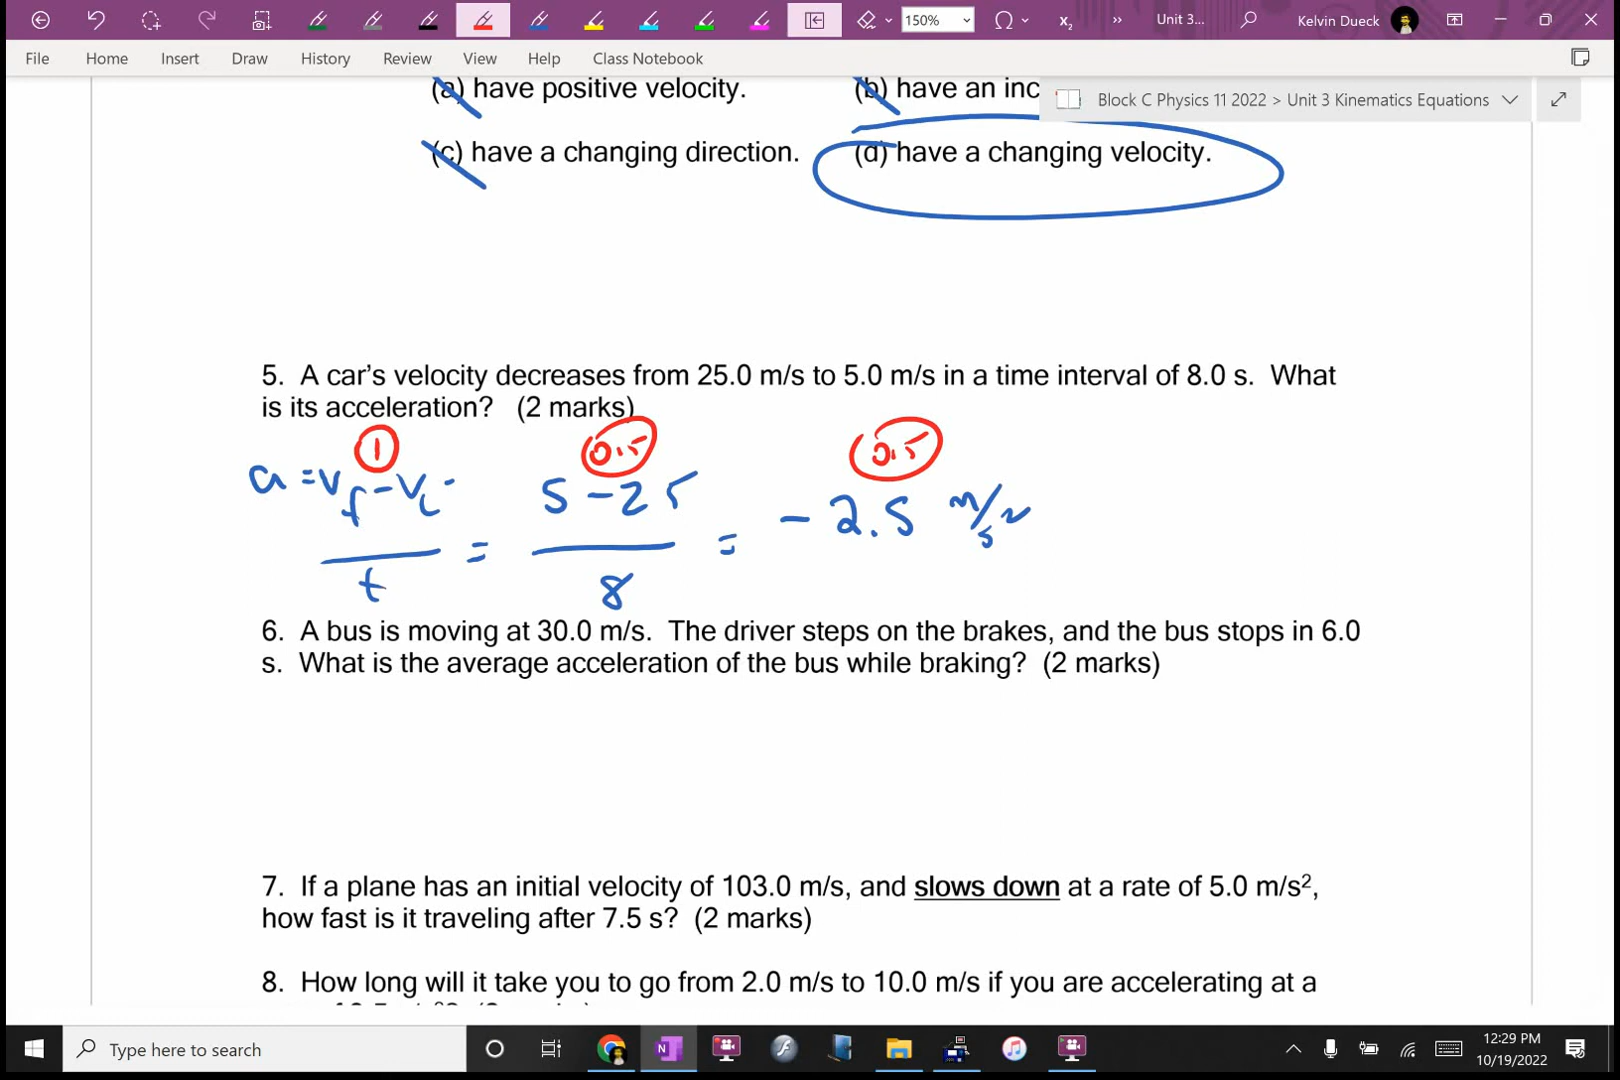 150%
x₂
Unit 3...
Kelvin Dueck
File Home Insert Draw History Review View Help Class Notebook
Block C Physics 11 2022 > Unit 3 Kinematics Equations
(a) have positive velocity. (b) have an inc
(c) have a changing direction. (d) have a changing velocity.
5. A car's velocity decreases from 25.0 m/s to 5.0 m/s in a time interval of 8.0 s. What
is its acceleration? (2 marks)
1 0.5 0.5
a = vf - vi = 5 - 25 = - 2.5 m/s²
t 8
6. A bus is moving at 30.0 m/s. The driver steps on the brakes, and the bus stops in 6.0
s. What is the average acceleration of the bus while braking? (2 marks)
7. If a plane has an initial velocity of 103.0 m/s, and slows down at a rate of 5.0 m/s²,
how fast is it traveling after 7.5 s? (2 marks)
8. How long will it take you to go from 2.0 m/s to 10.0 m/s if you are accelerating at a
Type here to search
12:29 PM
10/19/2022